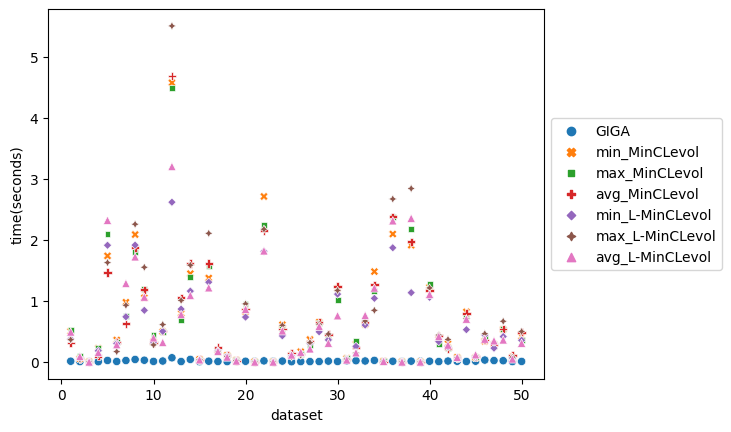 5
4
3
2
1
0
time(seconds)
0 10 20 30 40 50
dataset
GIGA
min_MinCLevol
max_MinCLevol
avg_MinCLevol
min_L-MinCLevol
max_L-MinCLevol
avg_L-MinCLevol